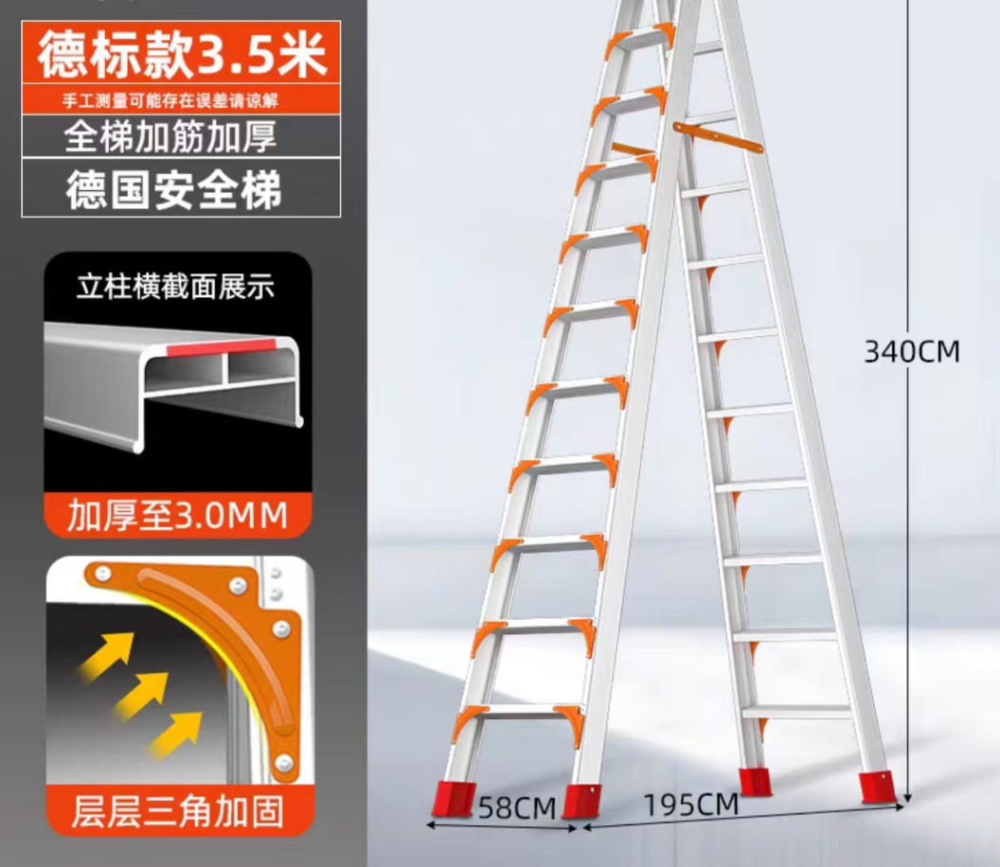 德标款3.5米
手工测量可能存在误差请谅解
全梯加筋加厚
德国安全梯
立柱横截面展示
加厚至3.0MM
层层三角加固
340CM
58CM
195CM